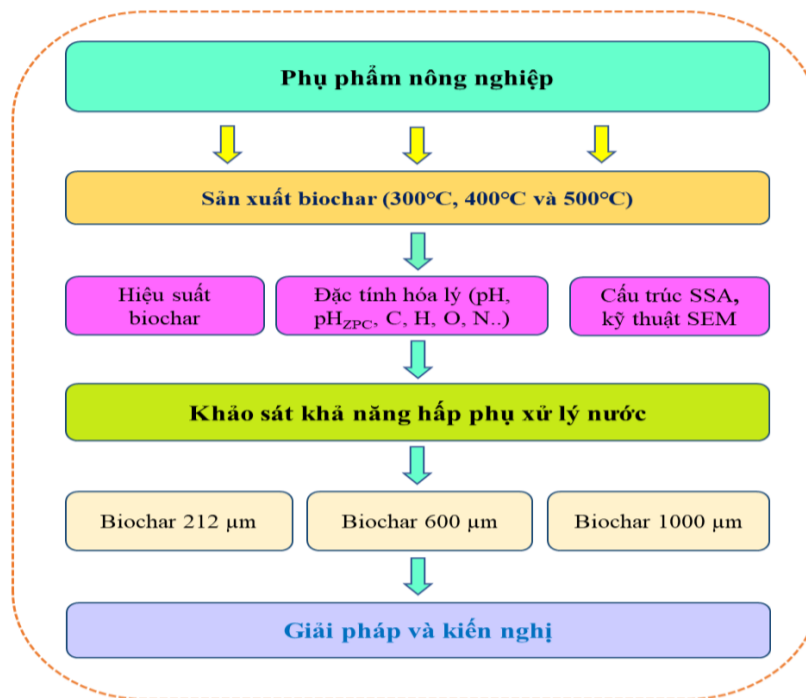 Phụ phẩm nông nghiệp
Sản xuất biochar (300°C, 400°C và 500°C)
Hiệu suất
biochar
Đặc tính hóa lý (pH,
pHZPC, C, H, O, N..)
Cấu trúc SSA,
kỹ thuật SEM
Khảo sát khả năng hấp phụ xử lý nước
Biochar 212 µm
Biochar 600 µm
Biochar 1000 µm
Giải pháp và kiến nghị